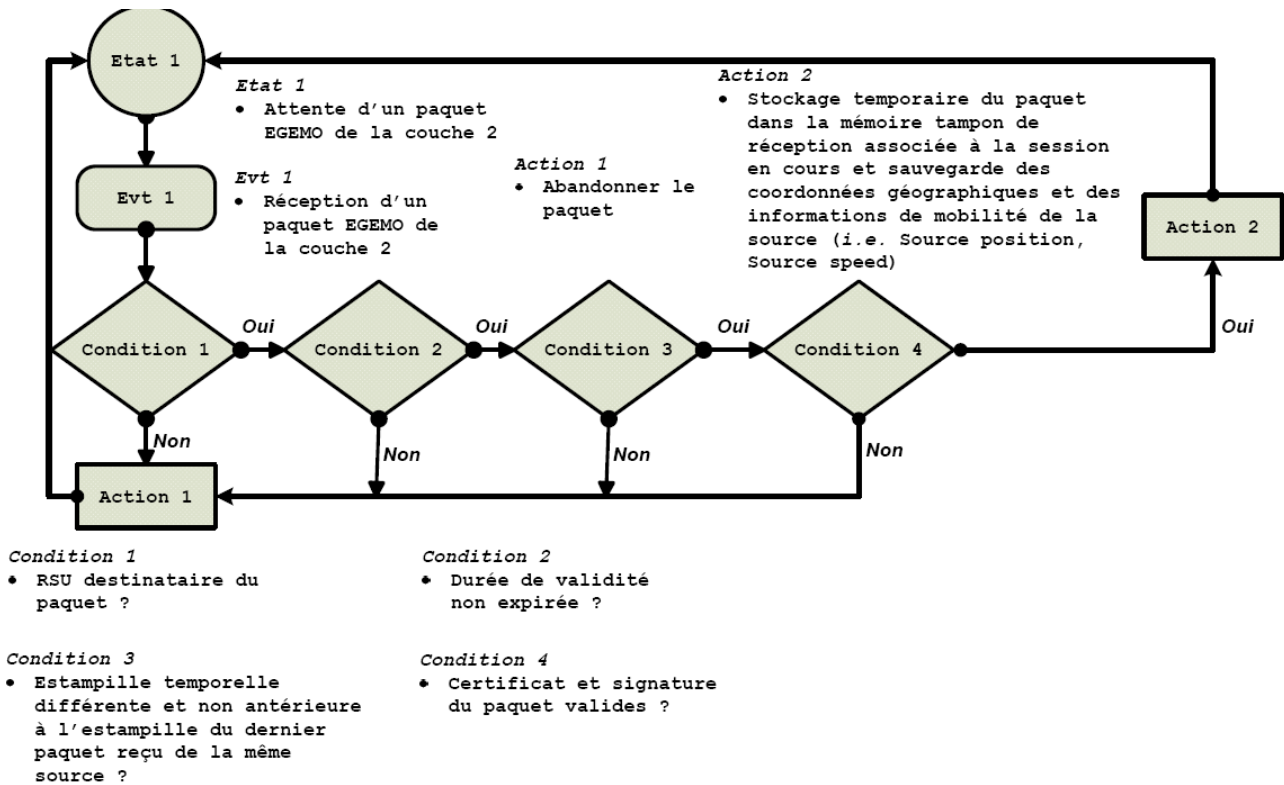 Etat 1
Etat 1
• Attente d'un paquet
EGEMO de la couche 2
Action 2
• Stockage temporaire du paquet
dans la mémoire tampon de
réception associée à la session
en cours et sauvegarde des
coordonnées géographiques et des
informations de mobilité de la
source (i.e. Source position,
Source speed)
Action 1
• Abandonner le
paquet
Evt 1
Evt 1
• Réception d'un
paquet EGEMO de
la couche 2
Action 2
Condition 1
Oui
Condition 2
Oui
Condition 3
Oui
Condition 4
Oui
Non
Non
Non
Non
Action 1
Condition 1
• RSU destinataire du
paquet ?
Condition 2
• Durée de validité
non expirée ?
Condition 3
• Estampille temporelle
différente et non antérieure
à l'estampille du dernier
paquet reçu de la même
source ?
Condition 4
• Certificat et signature
du paquet valides ?